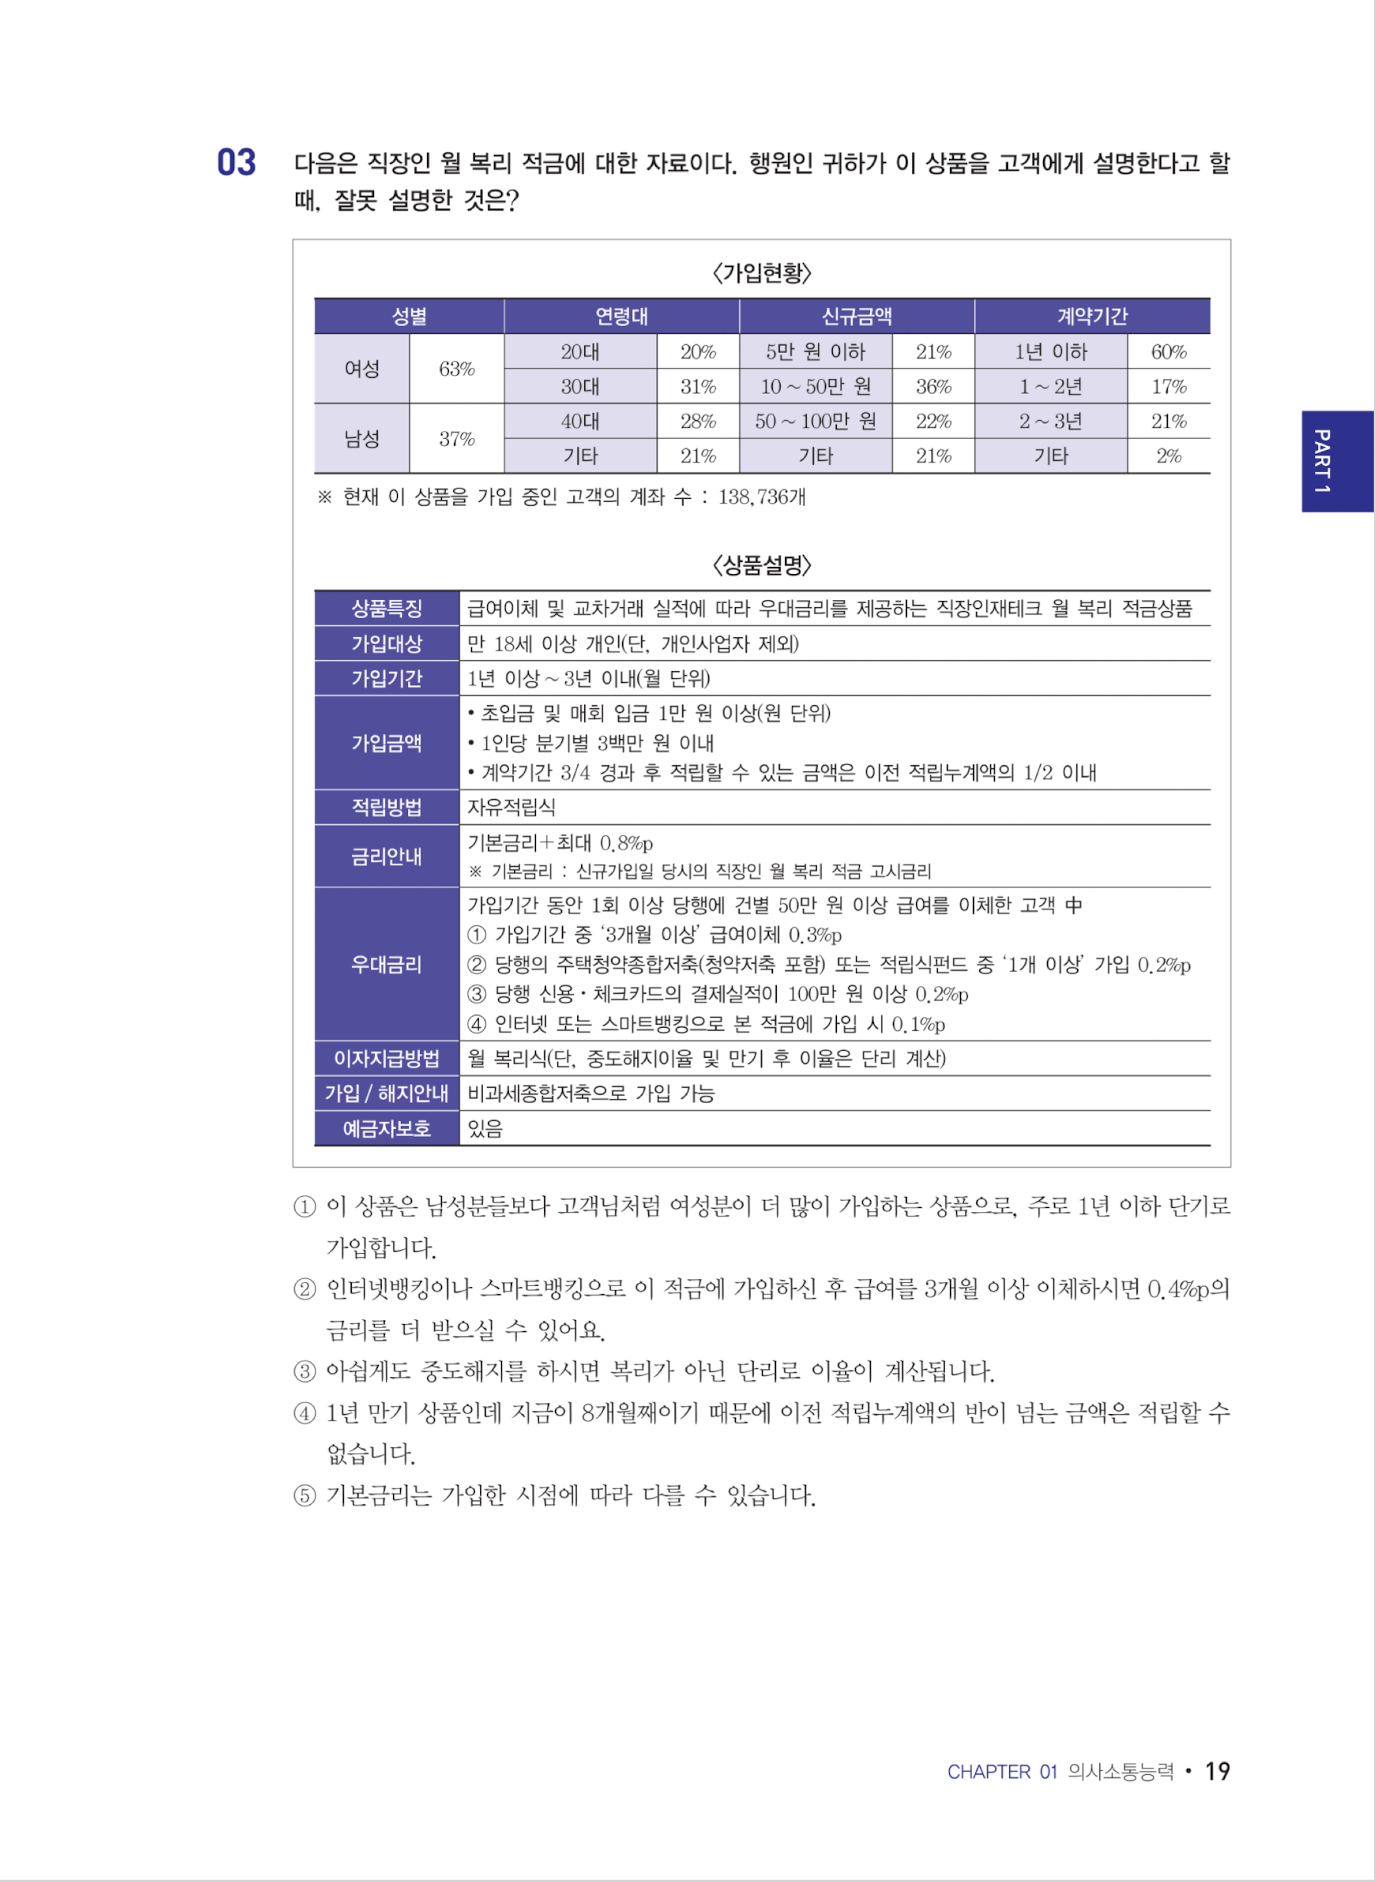 03 다음은 직장인 월 복리 적금에 대한 자료이다. 행원인 귀하가 이 상품을 고객에게 설명한다고 할
때, 잘못 설명한 것은?
〈가입현황〉
성별 연령대 신규금액 계약기간
여성 63% 20대 20% 5만 원 이하 21% 1년 이하 60%
30대 31% 10 ~ 50만 원 36% 1 ~ 2년 17%
남성 37% 40대 28% 50 ~ 100만 원 22% 2 ~ 3년 21%
기타 21% 기타 21% 기타 2%
※ 현재 이 상품을 가입 중인 고객의 계좌 수 : 138,736개
PART 1
〈상품설명〉
상품특징 급여이체 및 교차거래 실적에 따라 우대금리를 제공하는 직장인재테크 월 복리 적금상품
가입대상 만 18세 이상 개인(단, 개인사업자 제외)
가입기간 1년 이상 ~ 3년 이내(월 단위)
가입금액
• 초입금 및 매회 입금 1만 원 이상(원 단위)
• 1인당 분기별 3백만 원 이내
• 계약기간 3/4 경과 후 적립할 수 있는 금액은 이전 적립누계액의 1/2 이내
적립방법 자유적립식
금리안내
기본금리+최대 0.8%p
※ 기본금리 : 신규가입일 당시의 직장인 월 복리 적금 고시금리
우대금리
가입기간 동안 1회 이상 당행에 건별 50만 원 이상 급여를 이체한 고객 中
① 가입기간 중 ‘3개월 이상’ 급여이체 0.3%p
② 당행의 주택청약종합저축(청약저축 포함) 또는 적립식펀드 중 ‘1개 이상’ 가입 0.2%p
③ 당행 신용·체크카드의 결제실적이 100만 원 이상 0.2%p
④ 인터넷 또는 스마트뱅킹으로 본 적금에 가입 시 0.1%p
이자지급방법 월 복리식(단, 중도해지이율 및 만기 후 이율은 단리 계산)
가입 / 해지안내 비과세종합저축으로 가입 가능
예금자보호 있음
① 이 상품은 남성분들보다 고객님처럼 여성분이 더 많이 가입하는 상품으로, 주로 1년 이하 단기로
가입합니다.
② 인터넷뱅킹이나 스마트뱅킹으로 이 적금에 가입하신 후 급여를 3개월 이상 이체하시면 0.4%p의
금리를 더 받으실 수 있어요.
③ 아쉽게도 중도해지를 하시면 복리가 아닌 단리로 이율이 계산됩니다.
④ 1년 만기 상품인데 지금이 8개월째이기 때문에 이전 적립누계액의 반이 넘는 금액은 적립할 수
없습니다.
⑤ 기본금리는 가입한 시점에 따라 다를 수 있습니다.
CHAPTER 01 의사소통능력 • 19